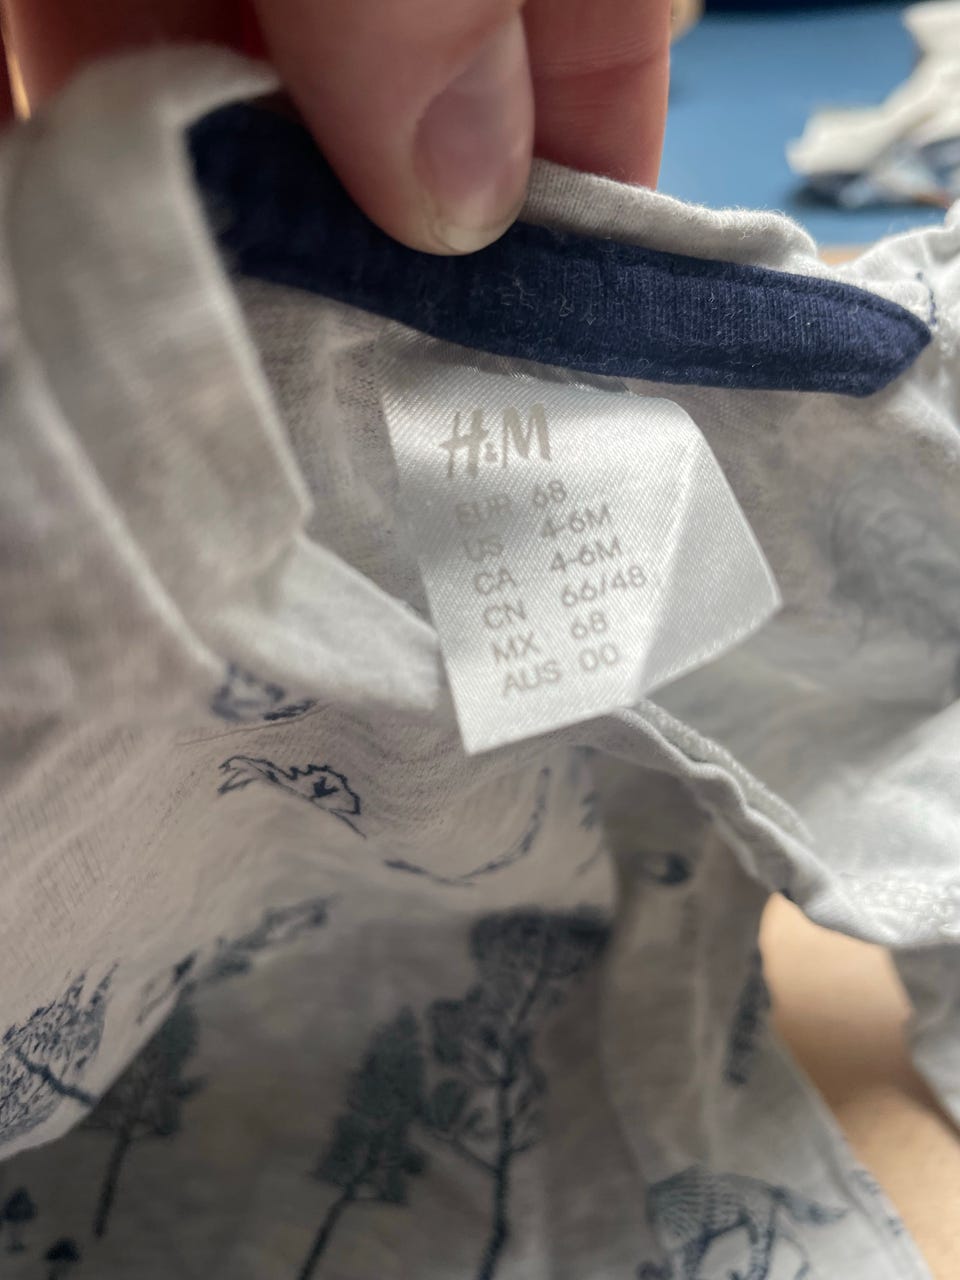 H&M
EUR 68
US 4-6M
CA 4-6M
CN 66/48
MX 68
AUS 00